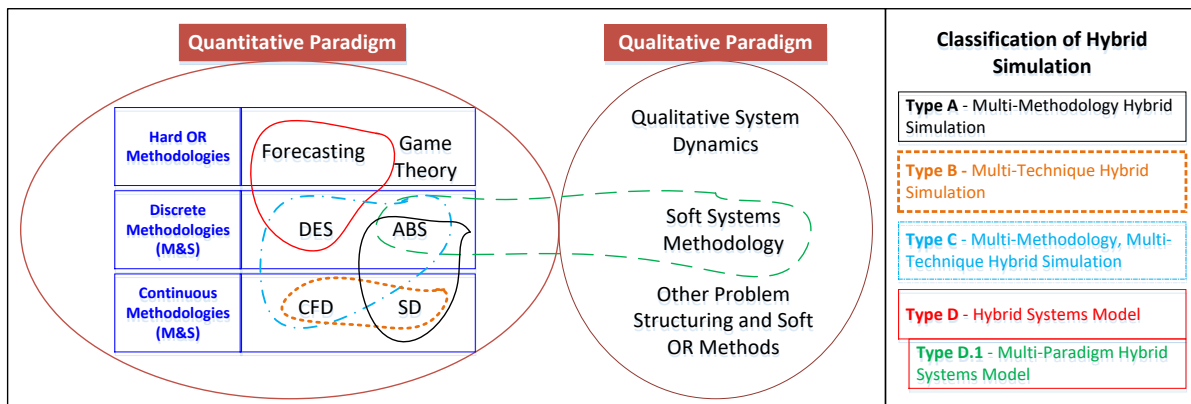 Quantitative Paradigm
Qualitative Paradigm
Hard OR
Methodologies
Forecasting
Game
Theory
Discrete
Methodologies
(M&S)
DES
ABS
Continuous
Methodologies
(M&S)
CFD
SD
Qualitative System
Dynamics
Soft Systems
Methodology
Other Problem
Structuring and Soft
OR Methods
Classification of Hybrid
Simulation
Type A - Multi-Methodology Hybrid
Simulation
Type B - Multi-Technique Hybrid
Simulation
Type C - Multi-Methodology, Multi-
Technique Hybrid Simulation
Type D - Hybrid Systems Model
Type D.1 - Multi-Paradigm Hybrid
Systems Model